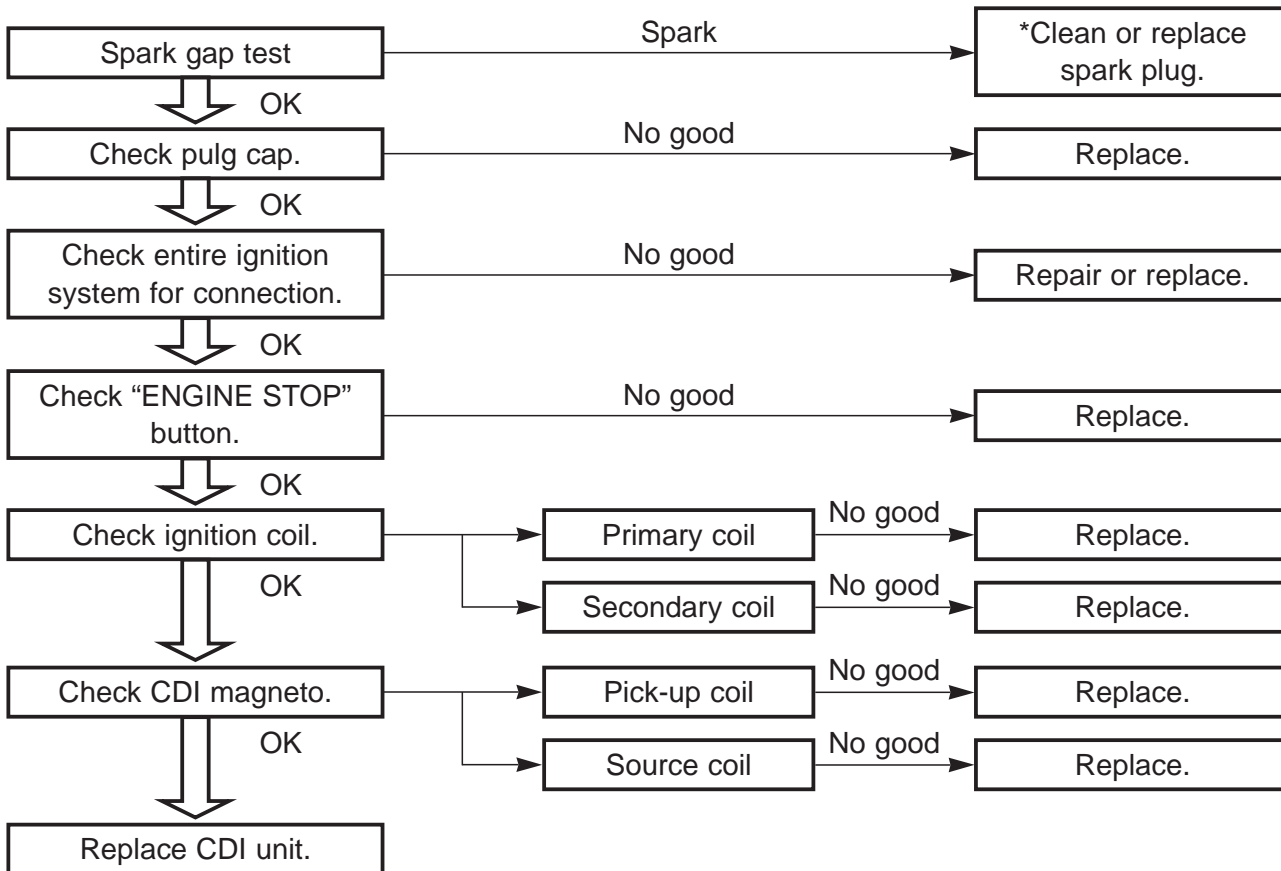 Spark gap test
Spark
*Clean or replace
spark plug.
OK
Check pulg cap.
No good
Replace.
OK
Check entire ignition
system for connection.
No good
Repair or replace.
OK
Check “ENGINE STOP”
button.
No good
Replace.
OK
Check ignition coil.
Primary coil
No good
Replace.
OK
Secondary coil
No good
Replace.
Check CDI magneto.
Pick-up coil
No good
Replace.
OK
Source coil
No good
Replace.
Replace CDI unit.